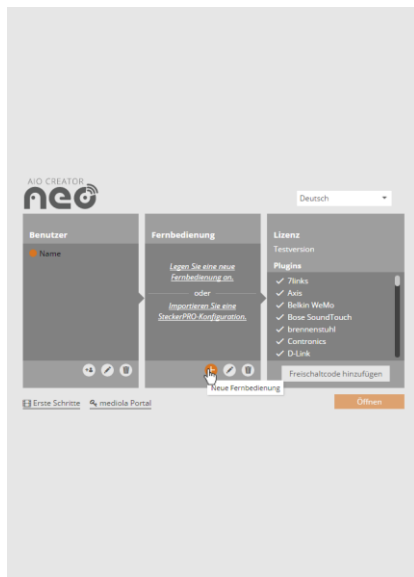 AIO CREATOR
neo
Deutsch
Benutzer
Name
Fernbedienung
Legen Sie eine neue
Fernbedienung an.
oder
Importieren Sie eine
SteckerPRO-Konfiguration.
Lizenz
Testversion
Plugins
7links
Axis
Belkin WeMo
Bose SoundTouch
brennenstuhl
Contronics
D-Link
Freischaltcode hinzufügen
Neue Fernbedienung
Erste Schritte
mediola Portal
Öffnen